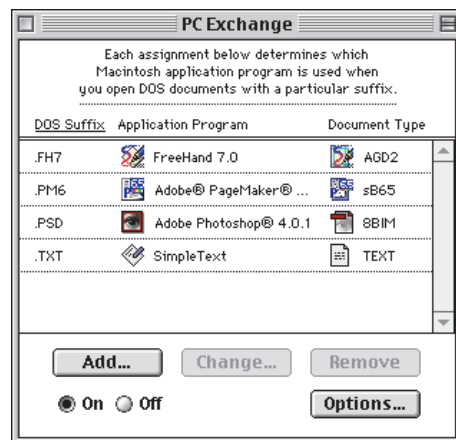 PC Exchange
Each assignment below determines which
Macintosh application program is used when
you open DOS documents with a particular suffix.
DOS Suffix Application Program Document Type
.FH7 FreeHand 7.0 AGD2
.PM6 Adobe® PageMaker® ... sB65
.PSD Adobe Photoshop® 4.0.1 8BIM
.TXT SimpleText TEXT
Add... Change... Remove
On Off Options...